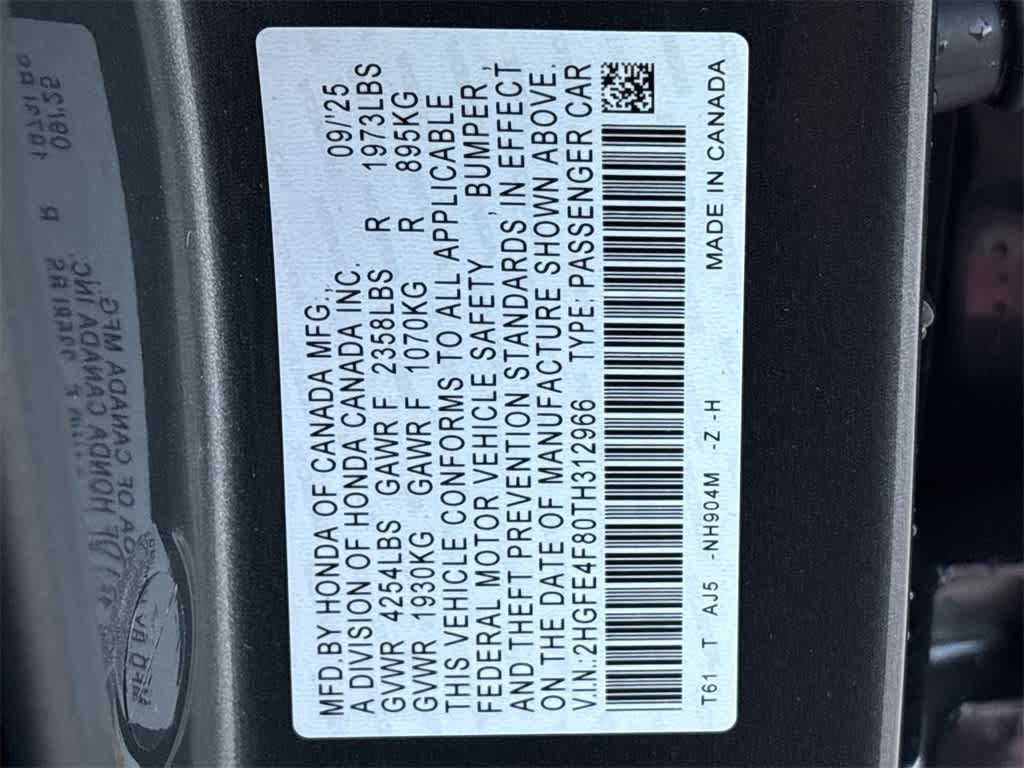 MFD.BY HONDA OF CANADA MFG., 09/'25
A DIVISION OF HONDA CANADA INC.
GVWR 4254LBS GAWR F 2358LBS R 1973LBS
GVWR 1930KG GAWR F 1070KG R 895KG
THIS VEHICLE CONFORMS TO ALL APPLICABLE
FEDERAL MOTOR VEHICLE SAFETY, BUMPER,
AND THEFT PREVENTION STANDARDS IN EFFECT
ON THE DATE OF MANUFACTURE SHOWN ABOVE.
V.I.N.:2HGFE4F80TH312966 TYPE: PASSENGER CAR
T61 T AJ5 -NH904M -Z -H MADE IN CANADA